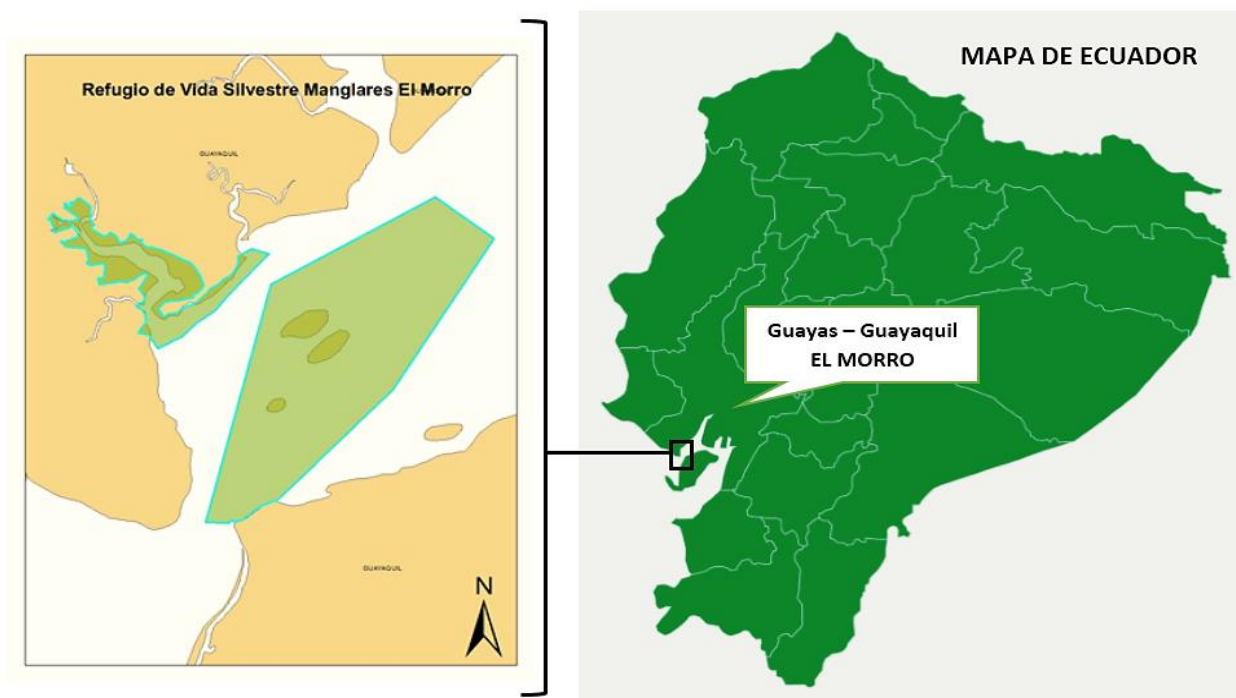 Refugio de Vida Silvestre Manglares El Morro
GUAYAQUIL
GUAYAQUIL
N
MAPA DE ECUADOR
Guayas – Guayaquil
EL MORRO